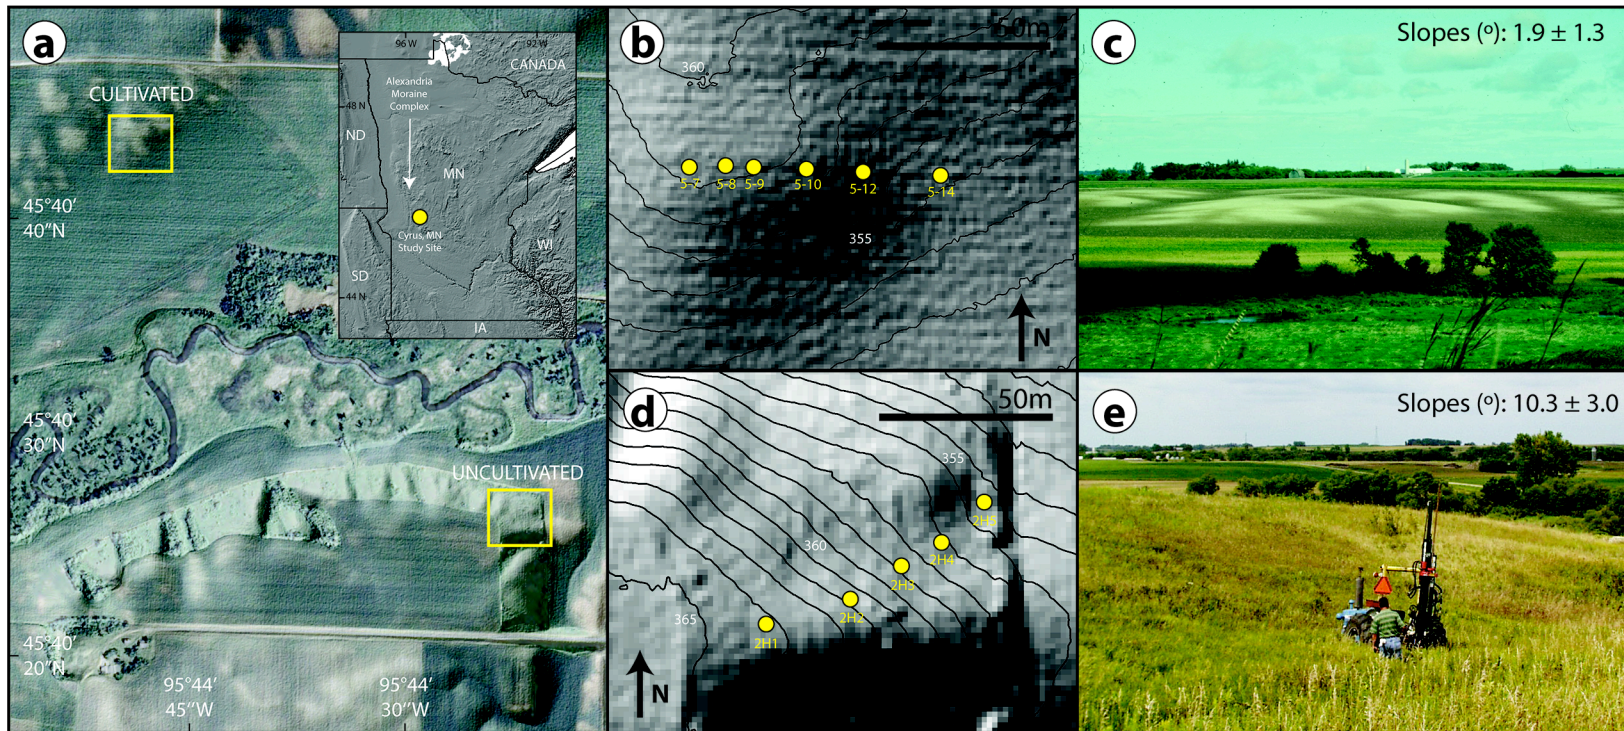 a
CULTIVATED
96 W
92 W
CANADA
Alexandria
Moraine
Complex
48 N
ND
MN
Cyrus, MN
Study Site
WI
SD
44 N
IA
45°40'
40"N
45°40'
30"N
UNCULTIVATED
45°40'
20"N
95°44'
45"W
95°44'
30"W
b
50m
360
5-7
5-8
5-9
5-10
5-12
5-14
355
N
c
Slopes (º): 1.9 ± 1.3
d
50m
355
2H5
2H4
360
2H3
2H2
365
2H1
N
e
Slopes (º): 10.3 ± 3.0